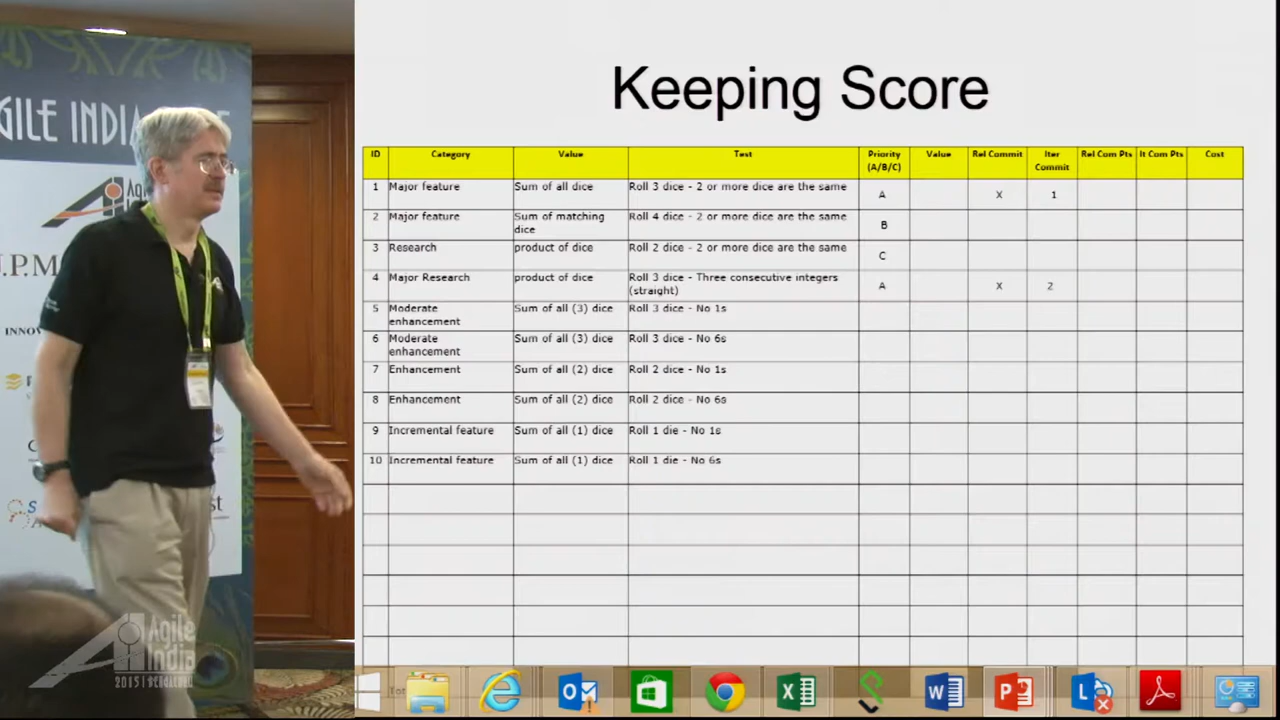 Keeping Score
ID Category Value Test Priority Value Rel Commit Iter Rel Com Pts It Com Pts Cost
(A/B/C) Commit
1 Major feature Sum of all dice Roll 3 dice - 2 or more dice are the same A X 1
2 Major feature Sum of matching Roll 4 dice - 2 or more dice are the same B
dice
3 Research product of dice Roll 2 dice - 2 or more dice are the same C
4 Major Research product of dice Roll 3 dice - Three consecutive integers A X 2
(straight)
5 Moderate Sum of all (3) dice Roll 3 dice - No 1s
enhancement
6 Moderate Sum of all (3) dice Roll 3 dice - No 6s
enhancement
7 Enhancement Sum of all (2) dice Roll 2 dice - No 1s
8 Enhancement Sum of all (2) dice Roll 2 dice - No 6s
9 Incremental feature Sum of all (1) dice Roll 1 die - No 1s
10 Incremental feature Sum of all (1) dice Roll 1 die - No 6s
GILE INDIA
J.P.M
INNOV
Agile
India
2015 | BENGALURU